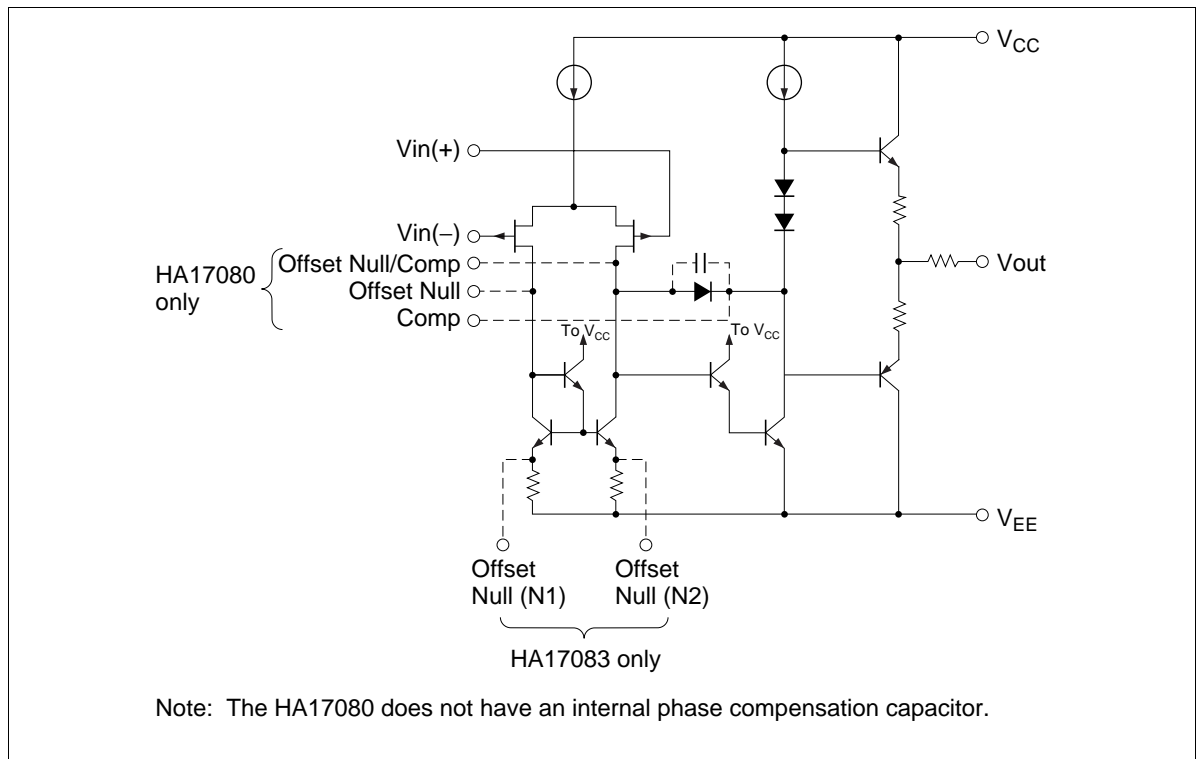 VCC
Vin(+)
Vin(−)
HA17080
only
Offset Null/Comp
Offset Null
Comp
Vout
To VCC
To VCC
VEE
Offset
Null (N1)
Offset
Null (N2)
HA17083 only
Note: The HA17080 does not have an internal phase compensation capacitor.